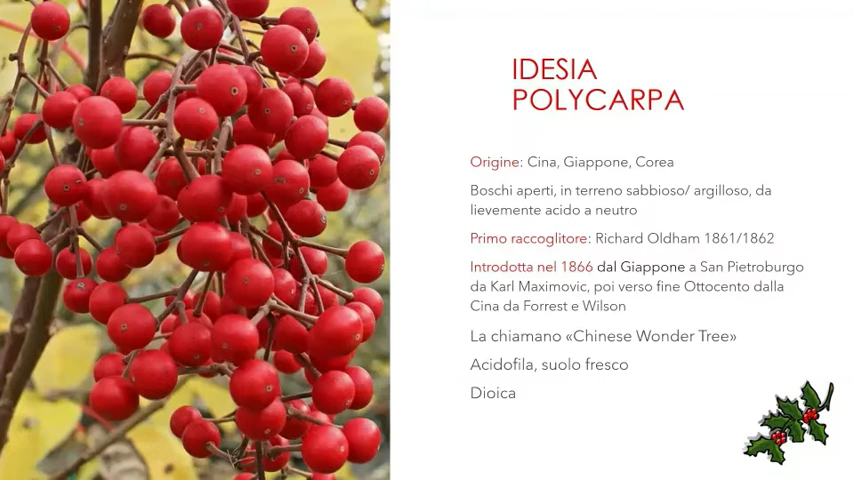 IDESIA
POLYCARPA
Origine: Cina, Giappone, Corea
Boschi aperti, in terreno sabbioso/ argilloso, da
lievemente acido a neutro
Primo raccoglitore: Richard Oldham 1861/1862
Introdotta nel 1866 dal Giappone a San Pietroburgo
da Karl Maximovic, poi verso fine Ottocento dalla
Cina da Forrest e Wilson
La chiamano «Chinese Wonder Tree»
Acidofila, suolo fresco
Dioica